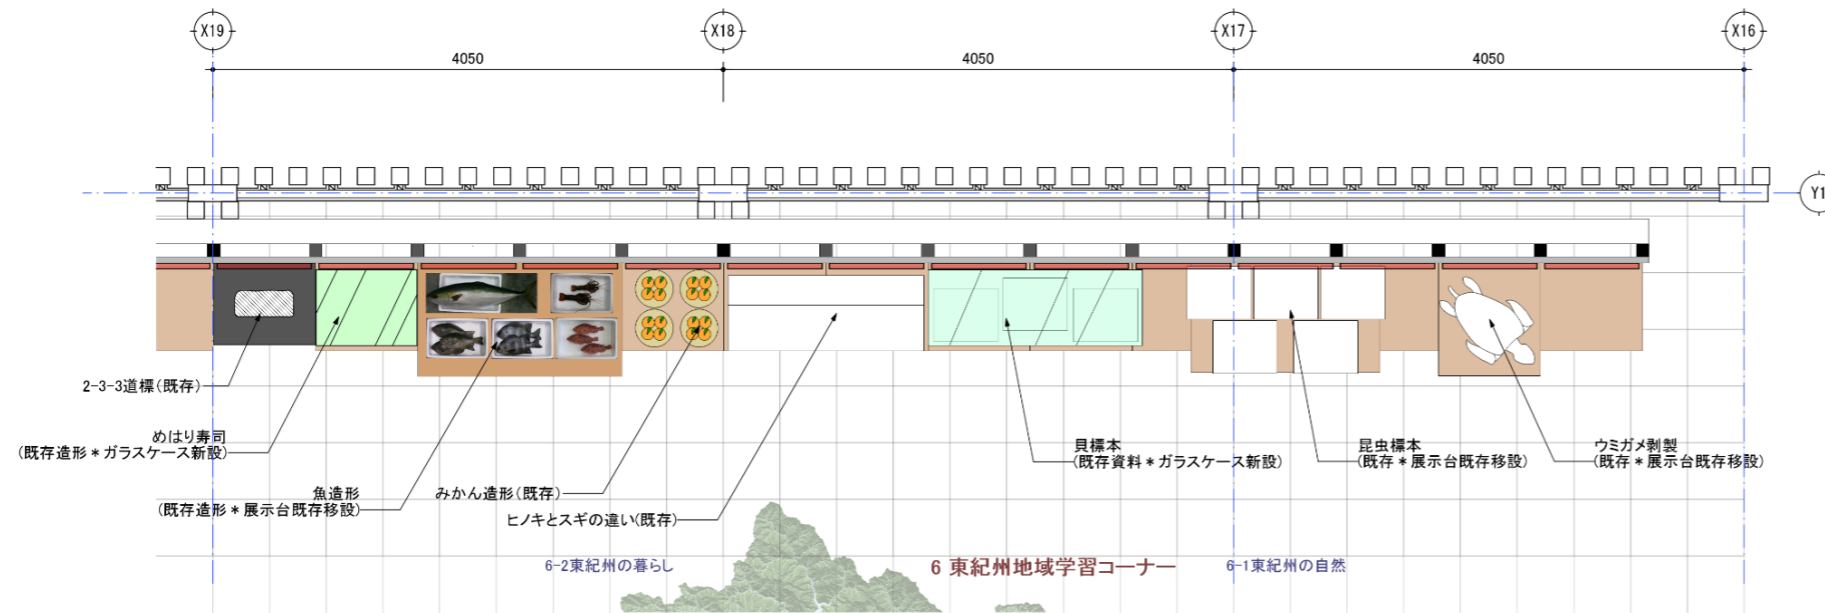 X19
X18
X17
X16
4050
4050
4050
Y1
2-3-3道標(既存)
めはり寿司
(既存造形*ガラスケース新設)
魚造形
(既存造形*展示台既存移設)
みかん造形(既存)
ヒノキとスギの違い(既存)
貝標本
(既存資料*ガラスケース新設)
昆虫標本
(既存*展示台既存移設)
ウミガメ剥製
(既存*展示台既存移設)
6-2東紀州の暮らし
6 東紀州地域学習コーナー
6-1東紀州の自然